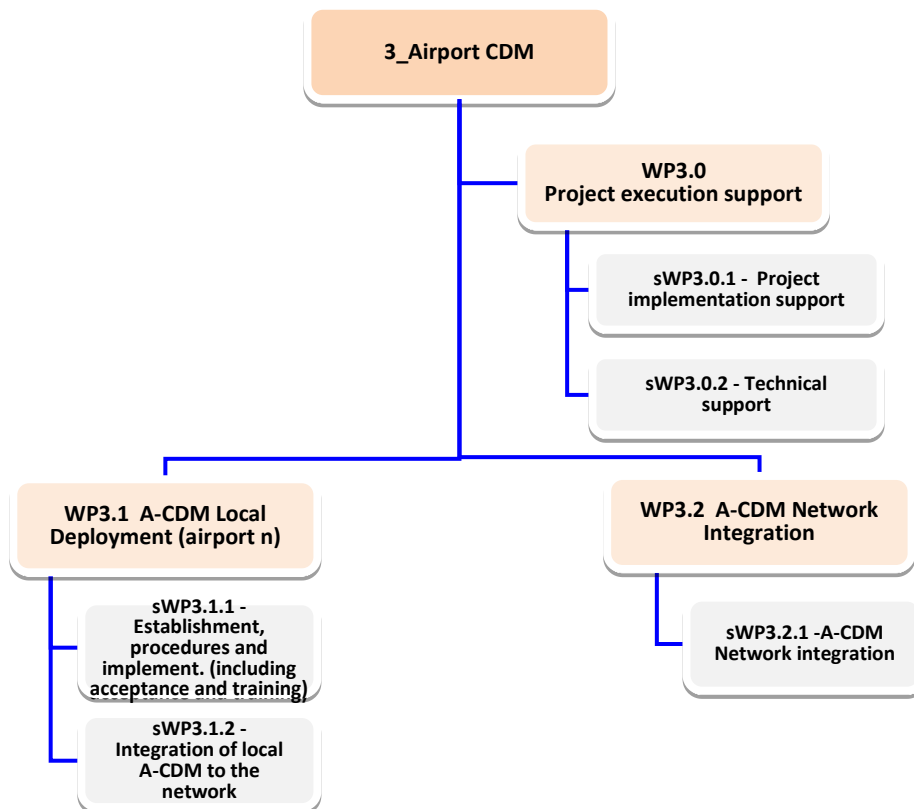 3_Airport CDM
WP3.0
Project execution support
sWP3.0.1 - Project
implementation support
sWP3.0.2 - Technical
support
WP3.1 A-CDM Local
Deployment (airport n)
sWP3.1.1 -
Establishment,
procedures and
implement. (including
acceptance and training)
sWP3.1.2 -
Integration of local
A-CDM to the
network
WP3.2 A-CDM Network
Integration
sWP3.2.1 -A-CDM
Network integration